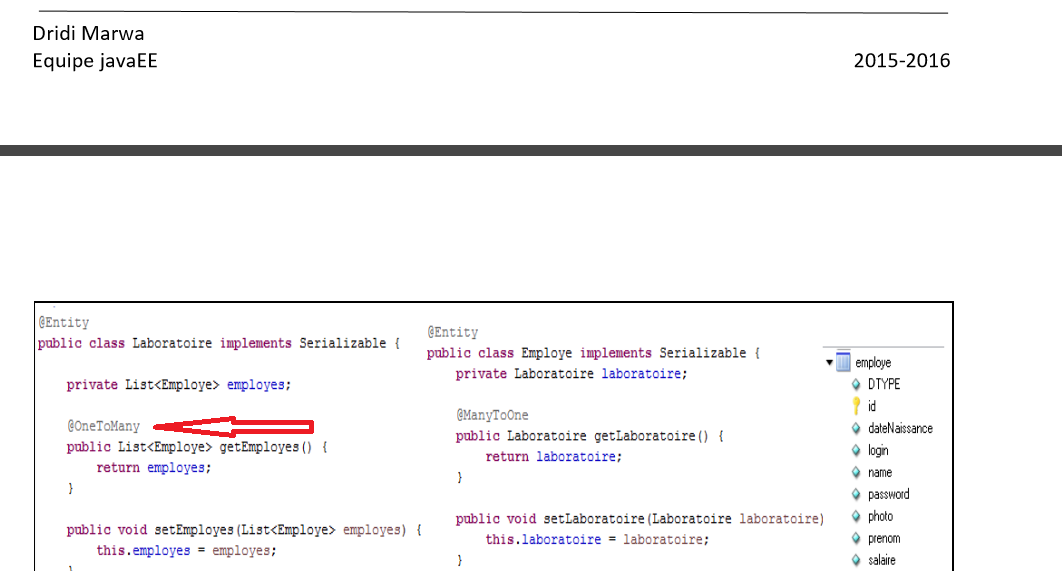 Dridi Marwa
Equipe javaEE
2015-2016
@Entity
public class Laboratoire implements Serializable {
private List<Employe> employes;
@OneToMany
public List<Employe> getEmployes() {
return employes;
}
public void setEmployes(List<Employe> employes) {
this.employes = employes;
}
@Entity
public class Employe implements Serializable {
private Laboratoire laboratoire;
@ManyToOne
public Laboratoire getLaboratoire() {
return laboratoire;
}
public void setLaboratoire(Laboratoire laboratoire)
this.laboratoire = laboratoire;
}
employe
DTYPE
id
dateNaissance
login
name
password
photo
prenom
salaire